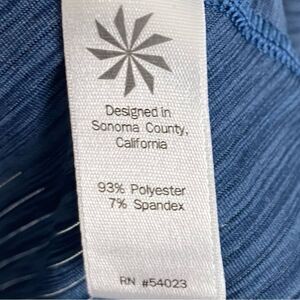 Designed in
Sonoma County,
California
93% Polyester
7% Spandex
RN #54023